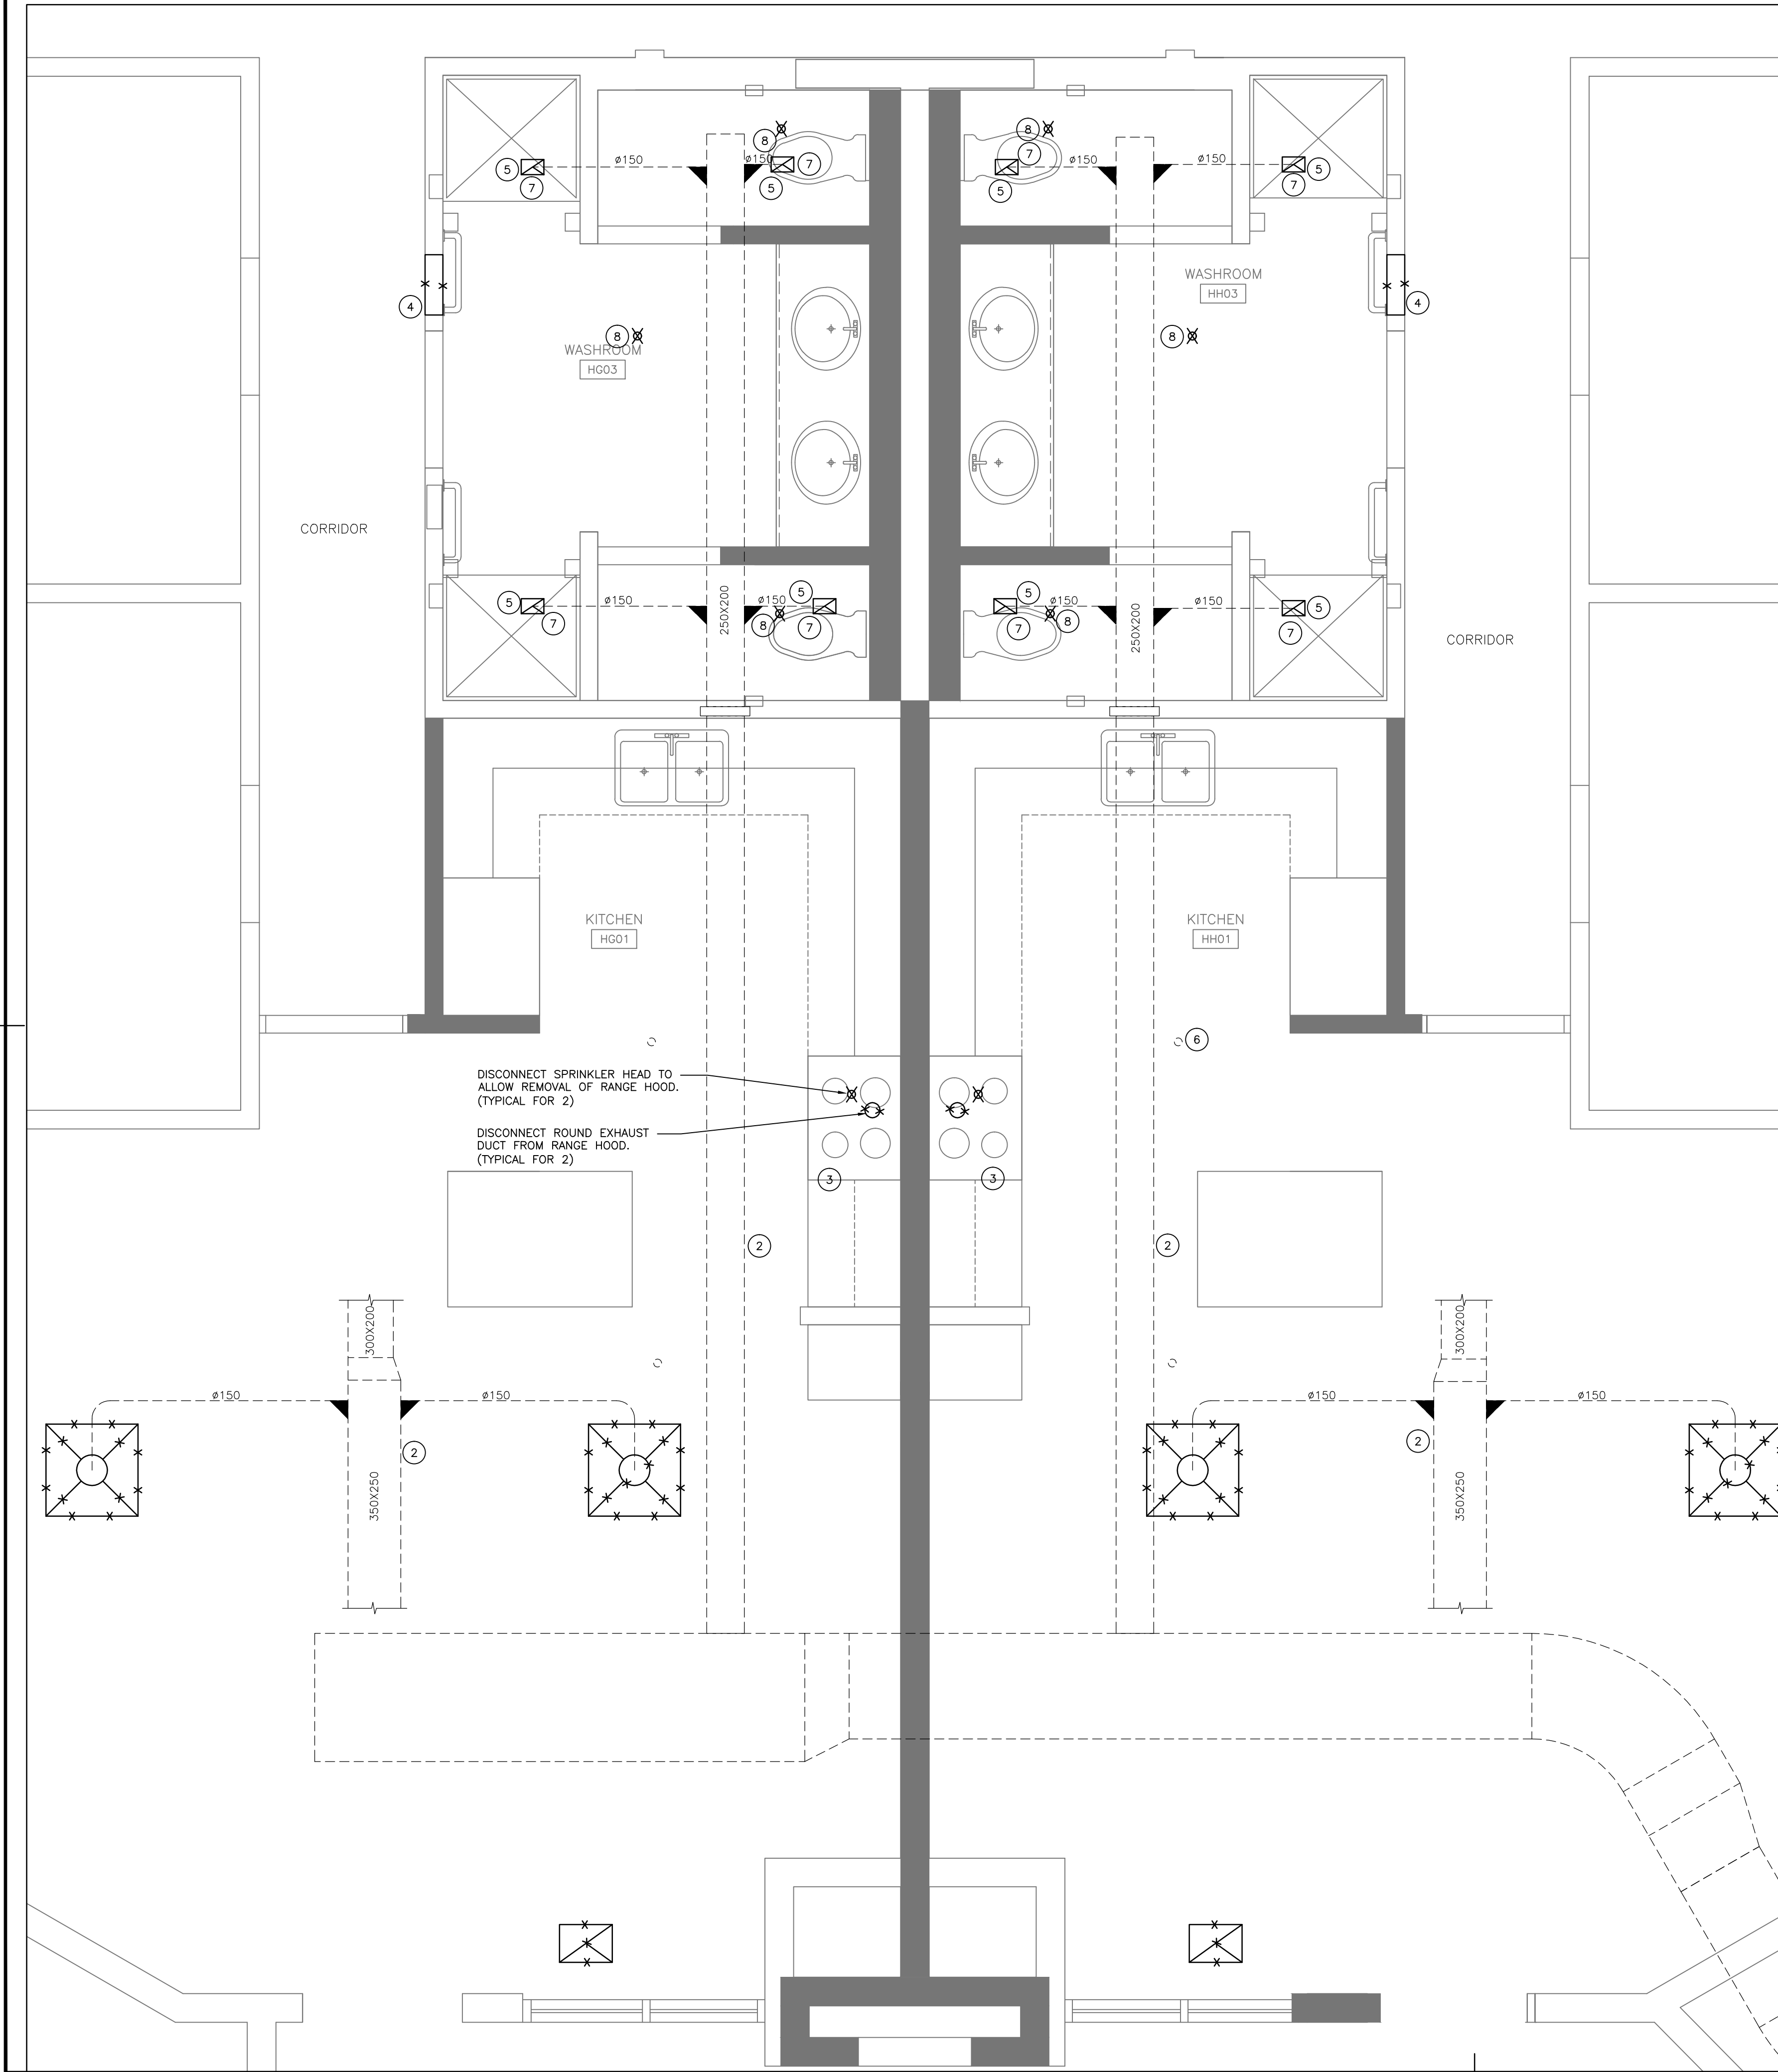 8
8
ø150
ø150
ø150
ø150
5
7
7
5
7
5
5
7
WASHROOM
HH03
4
4
8
8
WASHROOM
HG03
CORRIDOR
5
ø150
ø150
5
5
ø150
ø150
5
7
8
7
7
8
7
250X200
250X200
CORRIDOR
KITCHEN
HG01
KITCHEN
HH01
6
DISCONNECT SPRINKLER HEAD TO
ALLOW REMOVAL OF RANGE HOOD.
(TYPICAL FOR 2)
DISCONNECT ROUND EXHAUST
DUCT FROM RANGE HOOD.
(TYPICAL FOR 2)
3
3
2
2
300X200
300X200
ø150
ø150
ø150
ø150
2
2
350X250
350X250